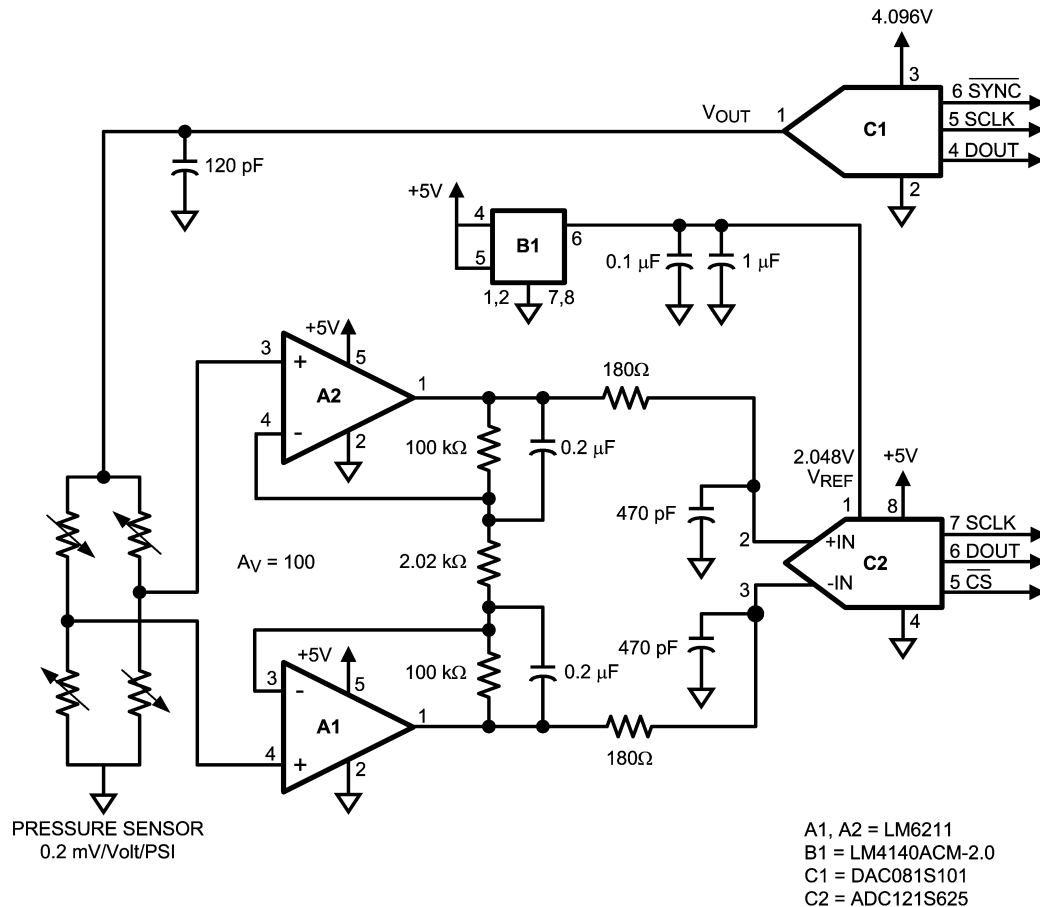 4.096V
3
6 SYNC
VOUT 1
C1
5 SCLK
4 DOUT
120 pF
2
+5V
4
B1
6
5
0.1 µF
1 µF
1,2
7,8
+5V
3
+
5
180Ω
A2
1
4
-
2
100 kΩ
0.2 µF
2.048V
VREF
+5V
1
8
470 pF
7 SCLK
2
+IN
6 DOUT
AV = 100
2.02 kΩ
C2
3
-IN
5 CS
4
470 pF
+5V
5
100 kΩ
0.2 µF
3
-
A1
1
4
+
2
180Ω
PRESSURE SENSOR
0.2 mV/Volt/PSI
A1, A2 = LM6211
B1 = LM4140ACM-2.0
C1 = DAC081S101
C2 = ADC121S625